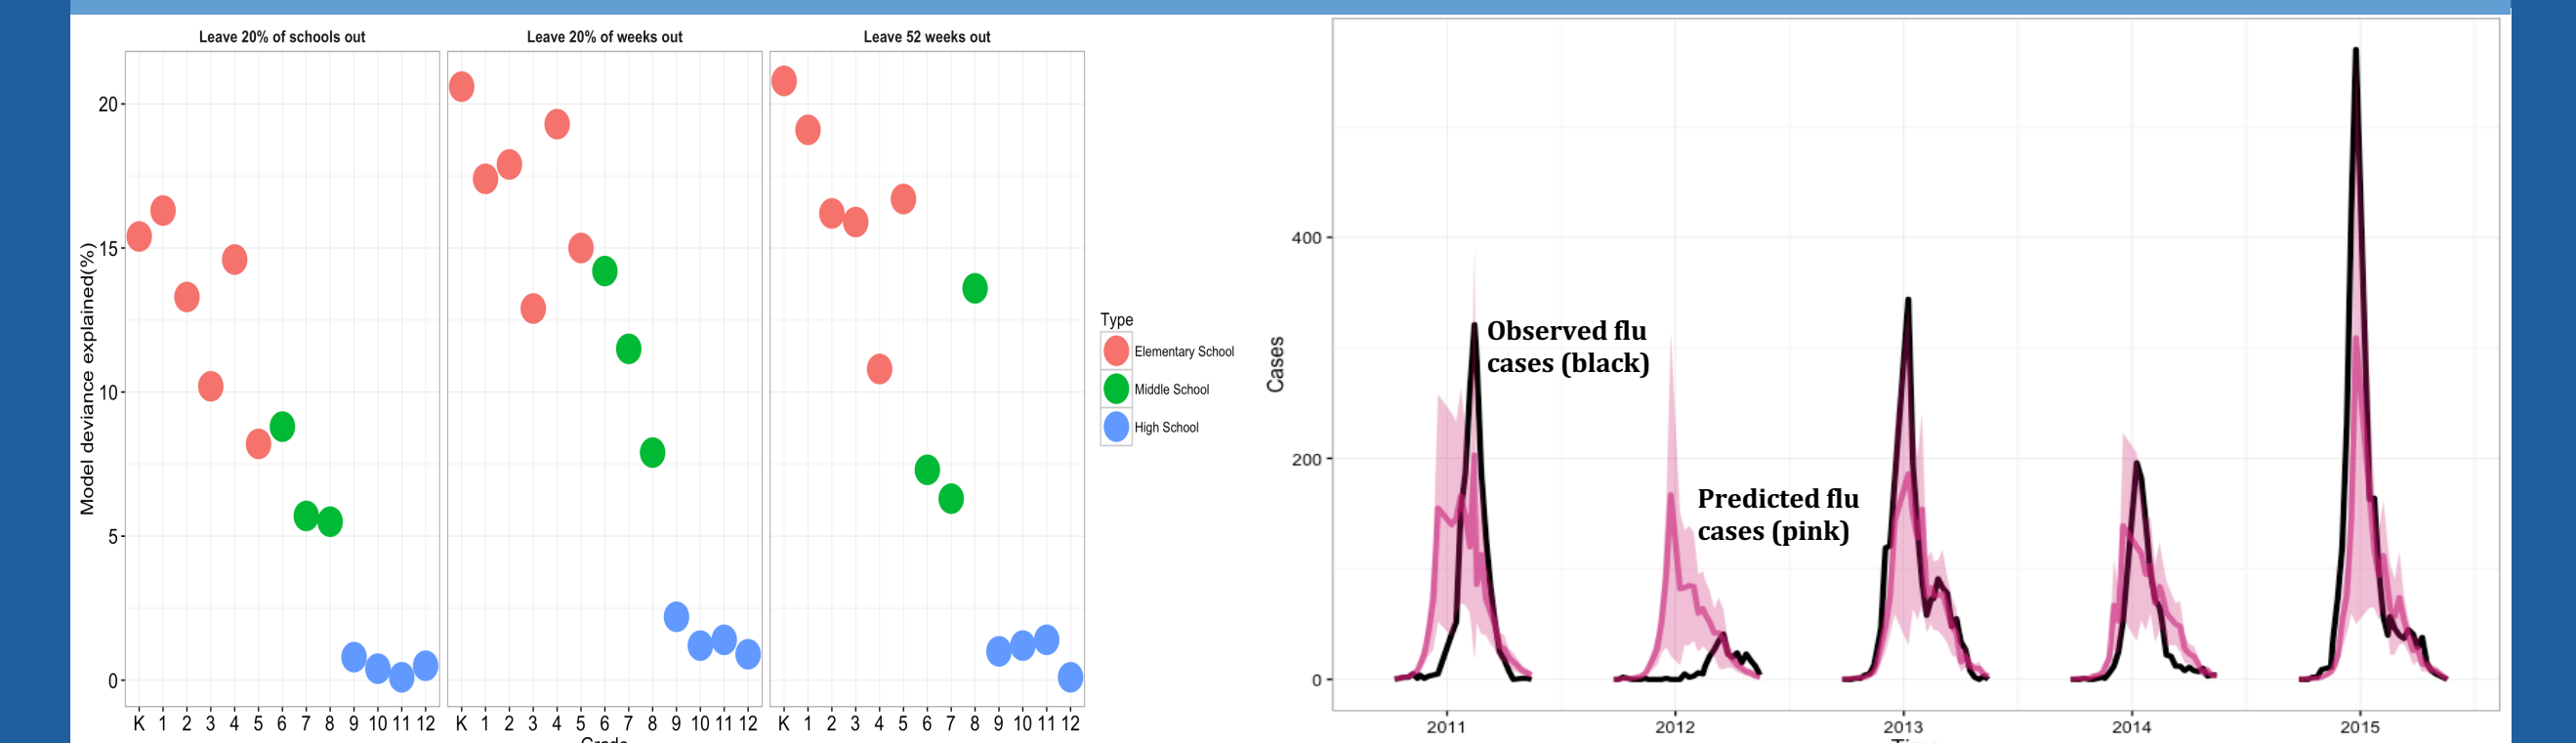 Leave 20% of schools out
Leave 20% of weeks out
Leave 52 weeks out
Model deviance explained(%)
20
15
10
5
0
K 1 2 3 4 5 6 7 8 9 10 11 12
K 1 2 3 4 5 6 7 8 9 10 11 12
K 1 2 3 4 5 6 7 8 9 10 11 12
Grade
Type
Elementary School
Middle School
High School
Cases
400
200
0
Observed flu
cases (black)
Predicted flu
cases (pink)
2011
2012
2013
2014
2015
Time